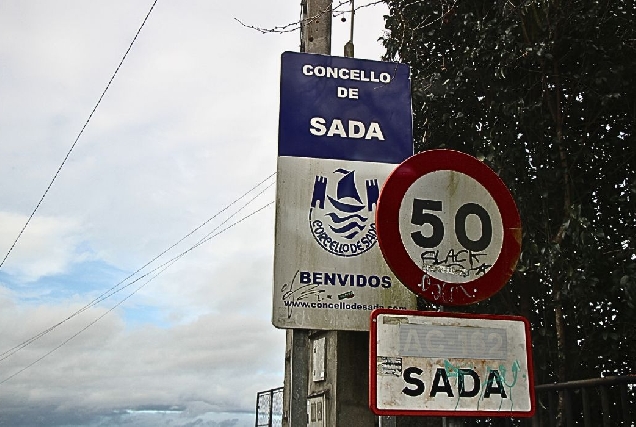 CONCELLO
DE
SADA
CONCELLO DE SADA
BENVIDOS
www.concellodesada.com
50
BLACK
SADA